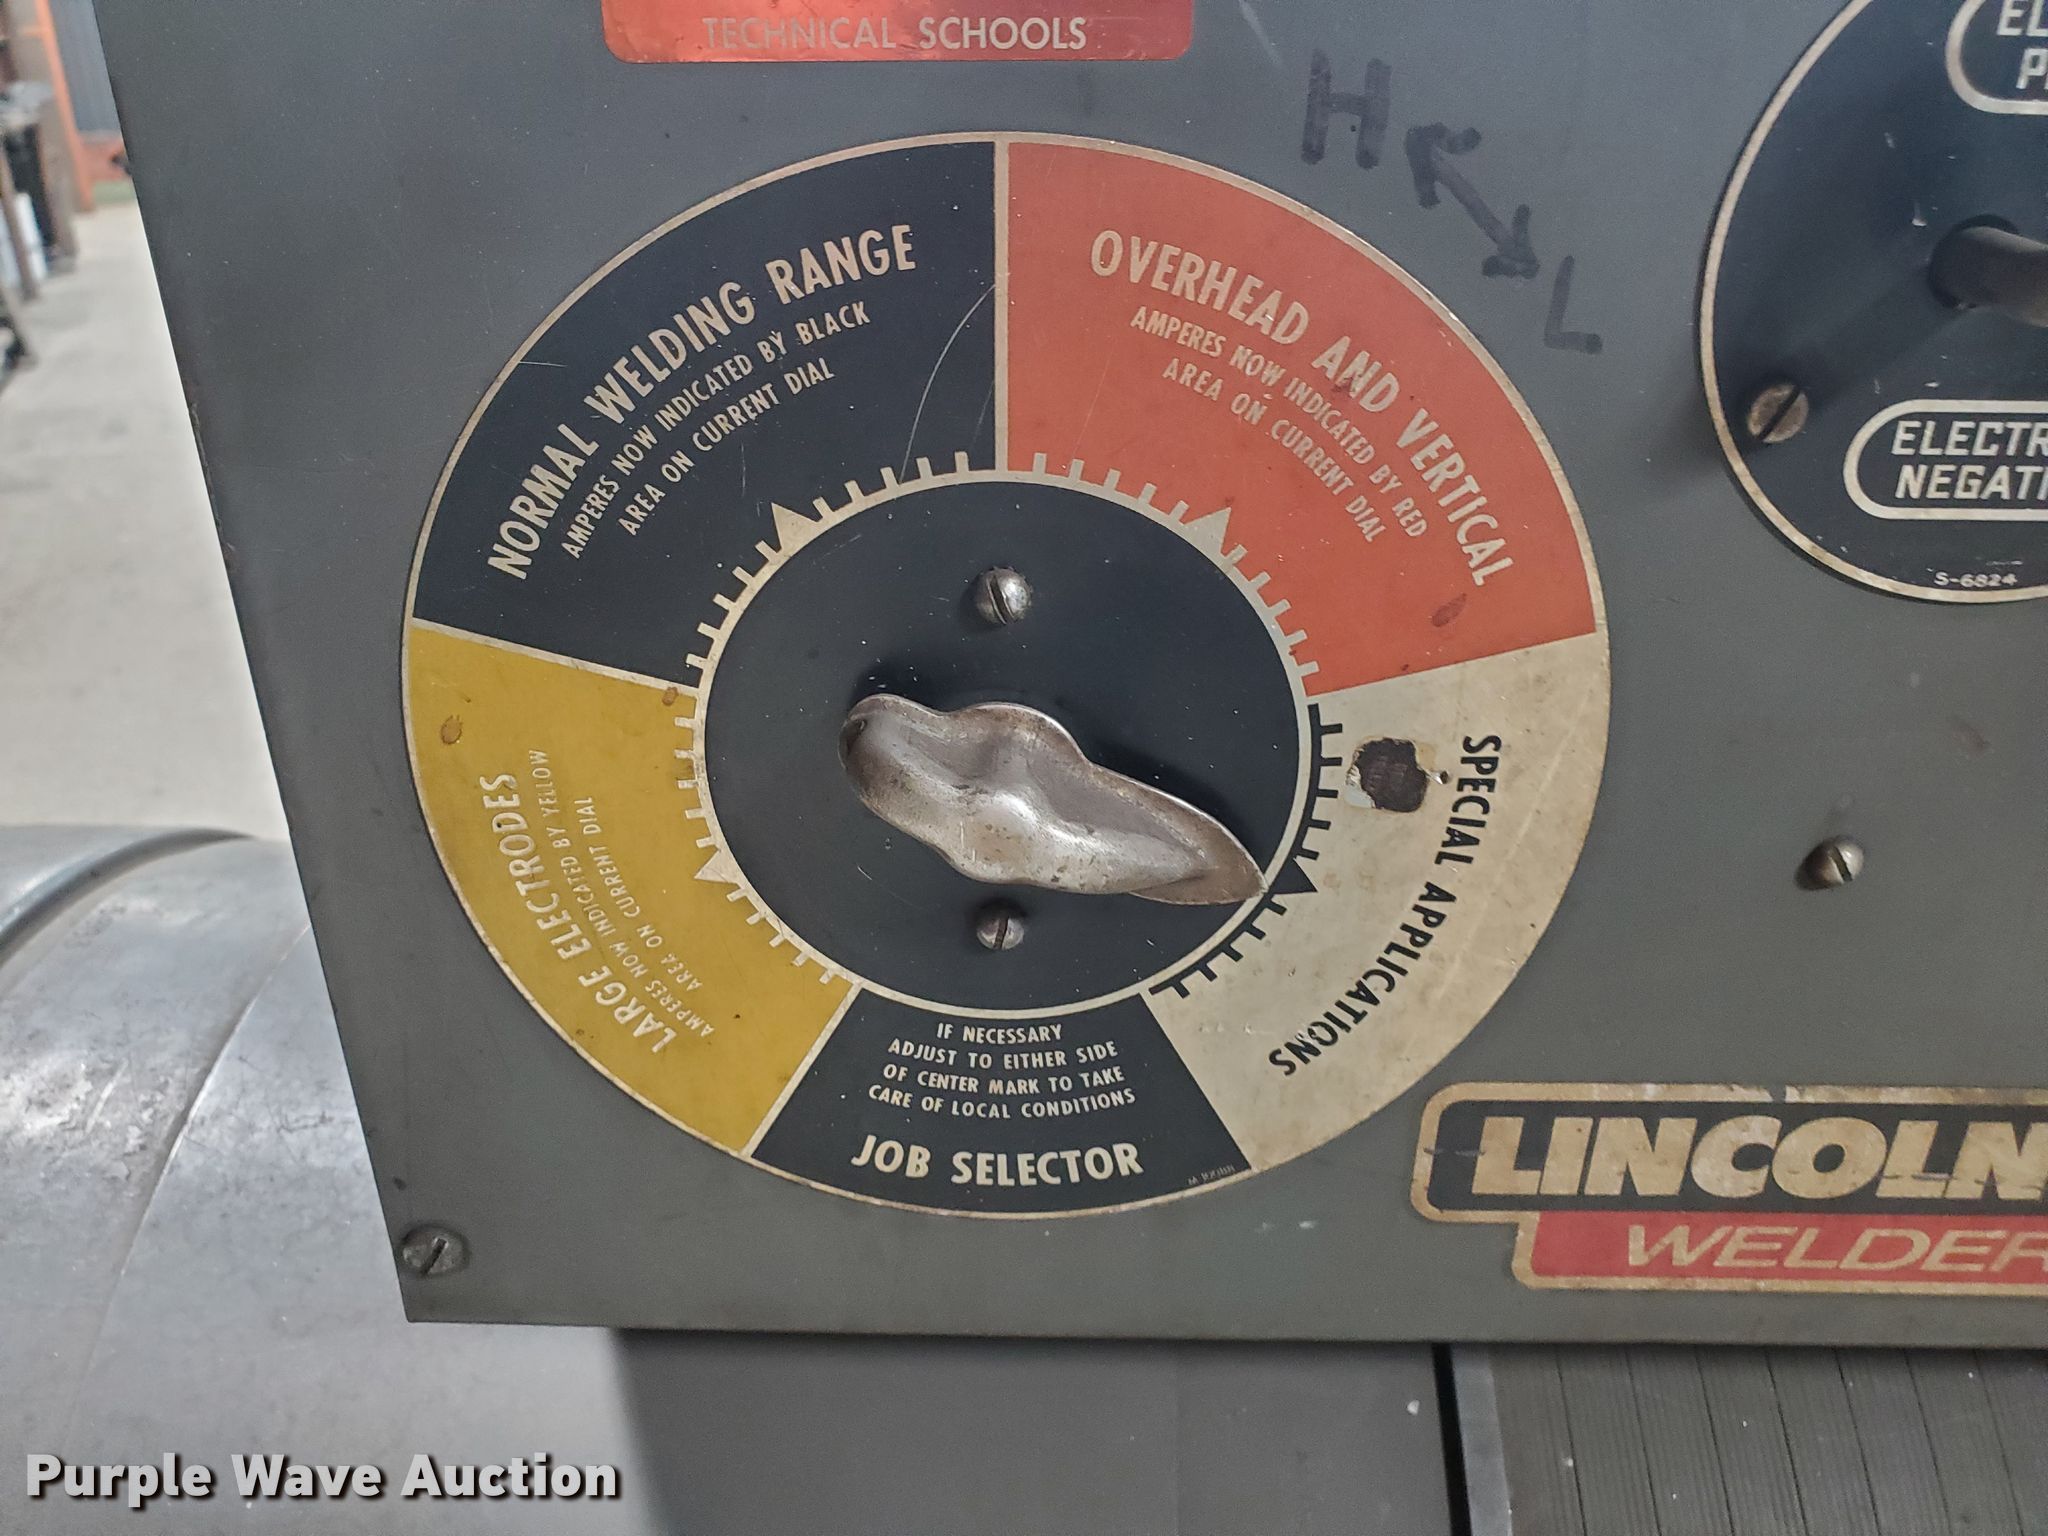 TECHNICAL SCHOOLS
H
L
NORMAL WELDING RANGE
AMPERES NOW INDICATED BY BLACK
AREA ON CURRENT DIAL
OVERHEAD AND VERTICAL
AMPERES NOW INDICATED BY RED
AREA ON CURRENT DIAL
SPECIAL APPLICATIONS
LARGE ELECTRODES
AMPERES NOW INDICATED BY YELLOW
AREA ON CURRENT DIAL
IF NECESSARY
ADJUST TO EITHER SIDE
OF CENTER MARK TO TAKE
CARE OF LOCAL CONDITIONS
JOB SELECTOR
NEGATI
S-6824
LINCOLN
WELDER
Purple Wave Auction